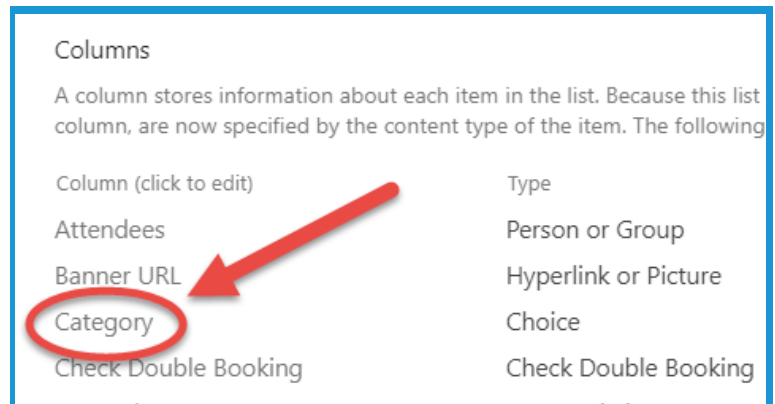 Columns
A column stores information about each item in the list. Because this list
column, are now specified by the content type of the item. The following
Column (click to edit) Type
Attendees Person or Group
Banner URL Hyperlink or Picture
Category Choice
Check Double Booking Check Double Booking